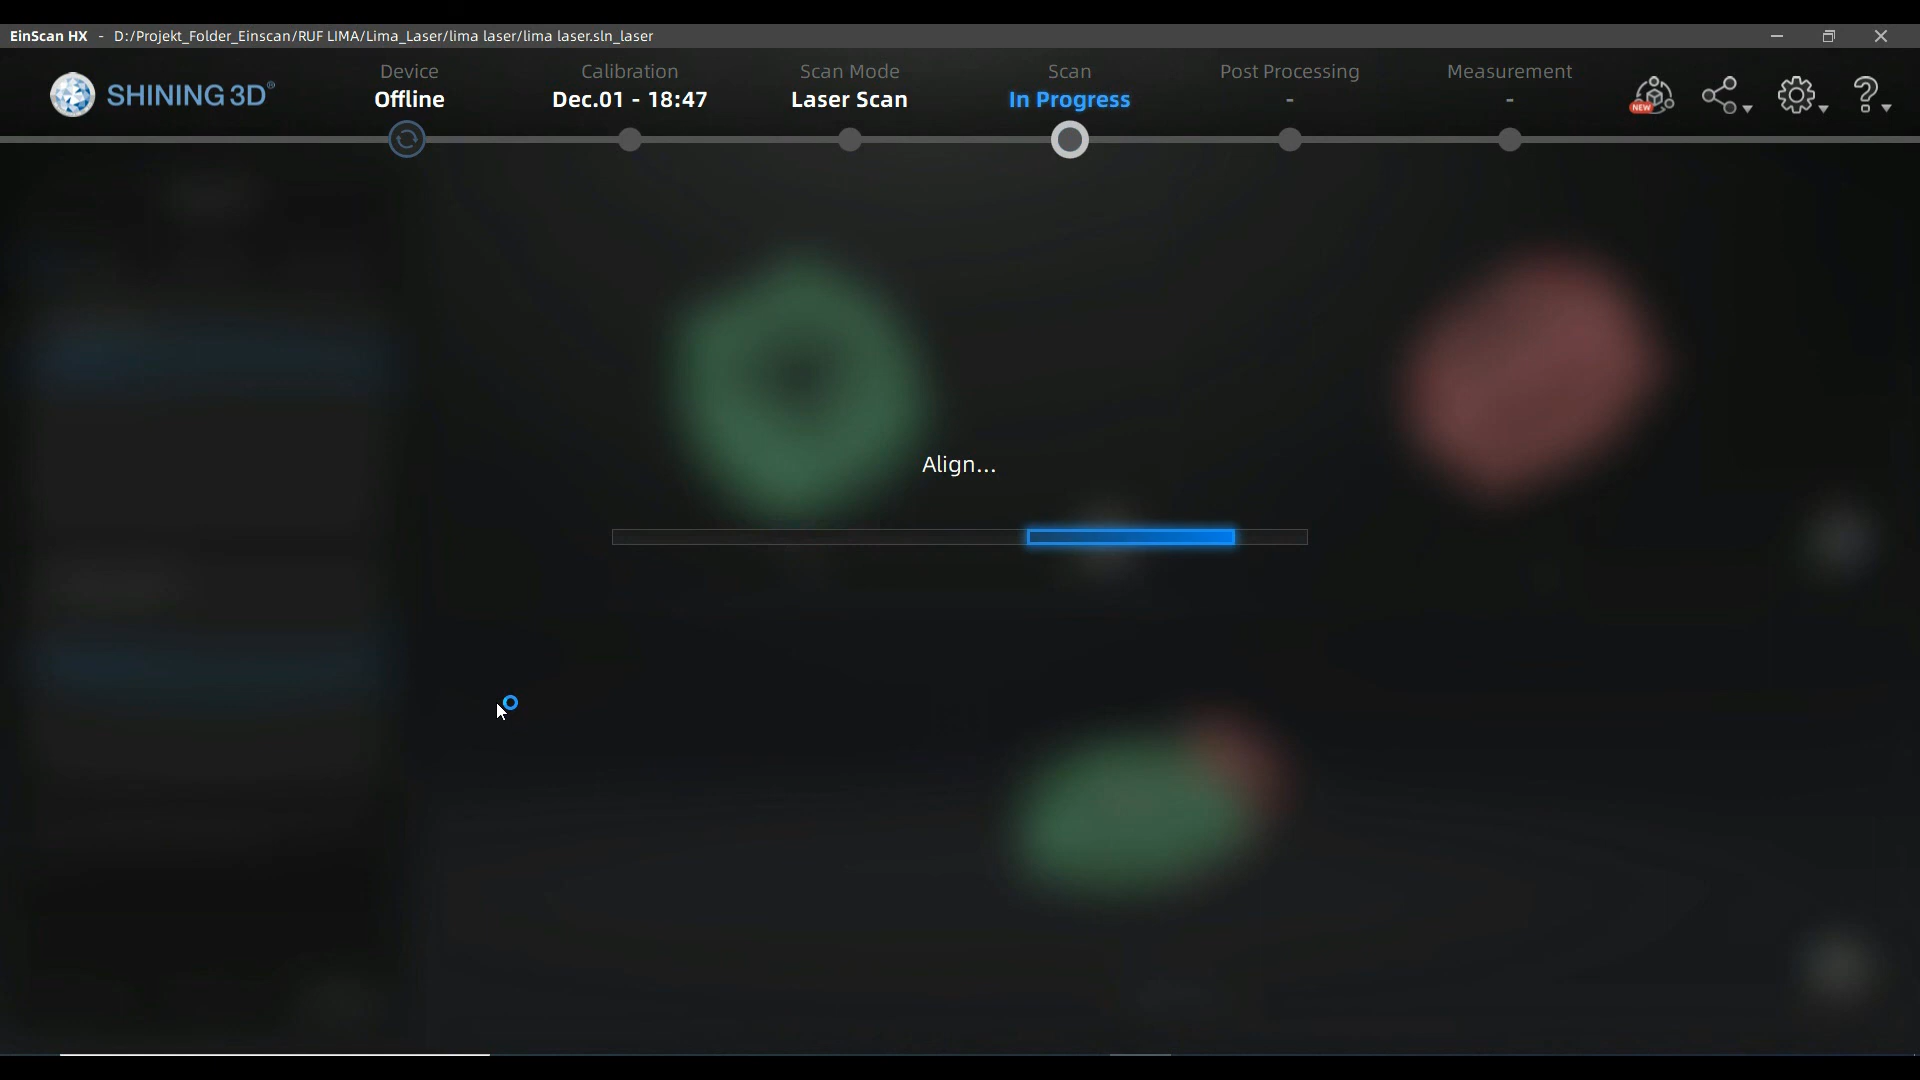 EinScan HX - D:/Projekt_Folder_Einscan/RUF LIMA/Lima_Laser/lima laser/lima laser.sln_laser
SHINING 3D®
Device
Offline
Calibration
Dec.01 - 18:47
Scan Mode
Laser Scan
Scan
In Progress
Post Processing
-
Measurement
-
NEW
Align...